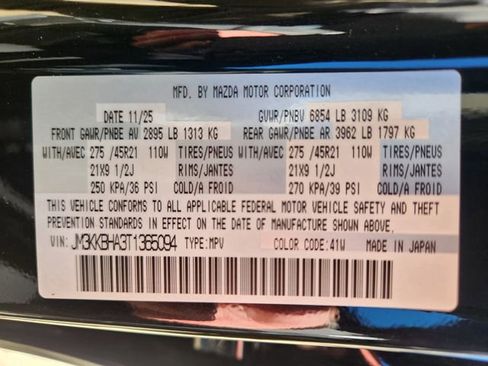 MFD. BY MAZDA MOTOR CORPORATION
DATE 11/25 GVWR/PNBV 6854 LB 3109 KG
FRONT GAWR/PNBE AV 2895 LB 1313 KG REAR GAWR/PNBE AR 3962 LB 1797 KG
WITH/AVEC 275 /45R21 110W TIRES/PNEUS WITH/AVEC 275 /45R21 110W TIRES/PNEUS
21X9 1/2J RIMS/JANTES 21X9 1/2J RIMS/JANTES
250 KPA/36 PSI COLD/A FROID 270 KPA/39 PSI COLD/A FROID
THIS VEHICLE CONFORMS TO ALL APPLICABLE FEDERAL MOTOR VEHICLE SAFETY AND THEFT
PREVENTION STANDARDS IN EFFECT ON THE DATE OF MANUFACTURE SHOWN ABOVE.
VIN: JM3KKBHA3T1365094 TYPE: MPV COLOR CODE: 41W MADE IN JAPAN